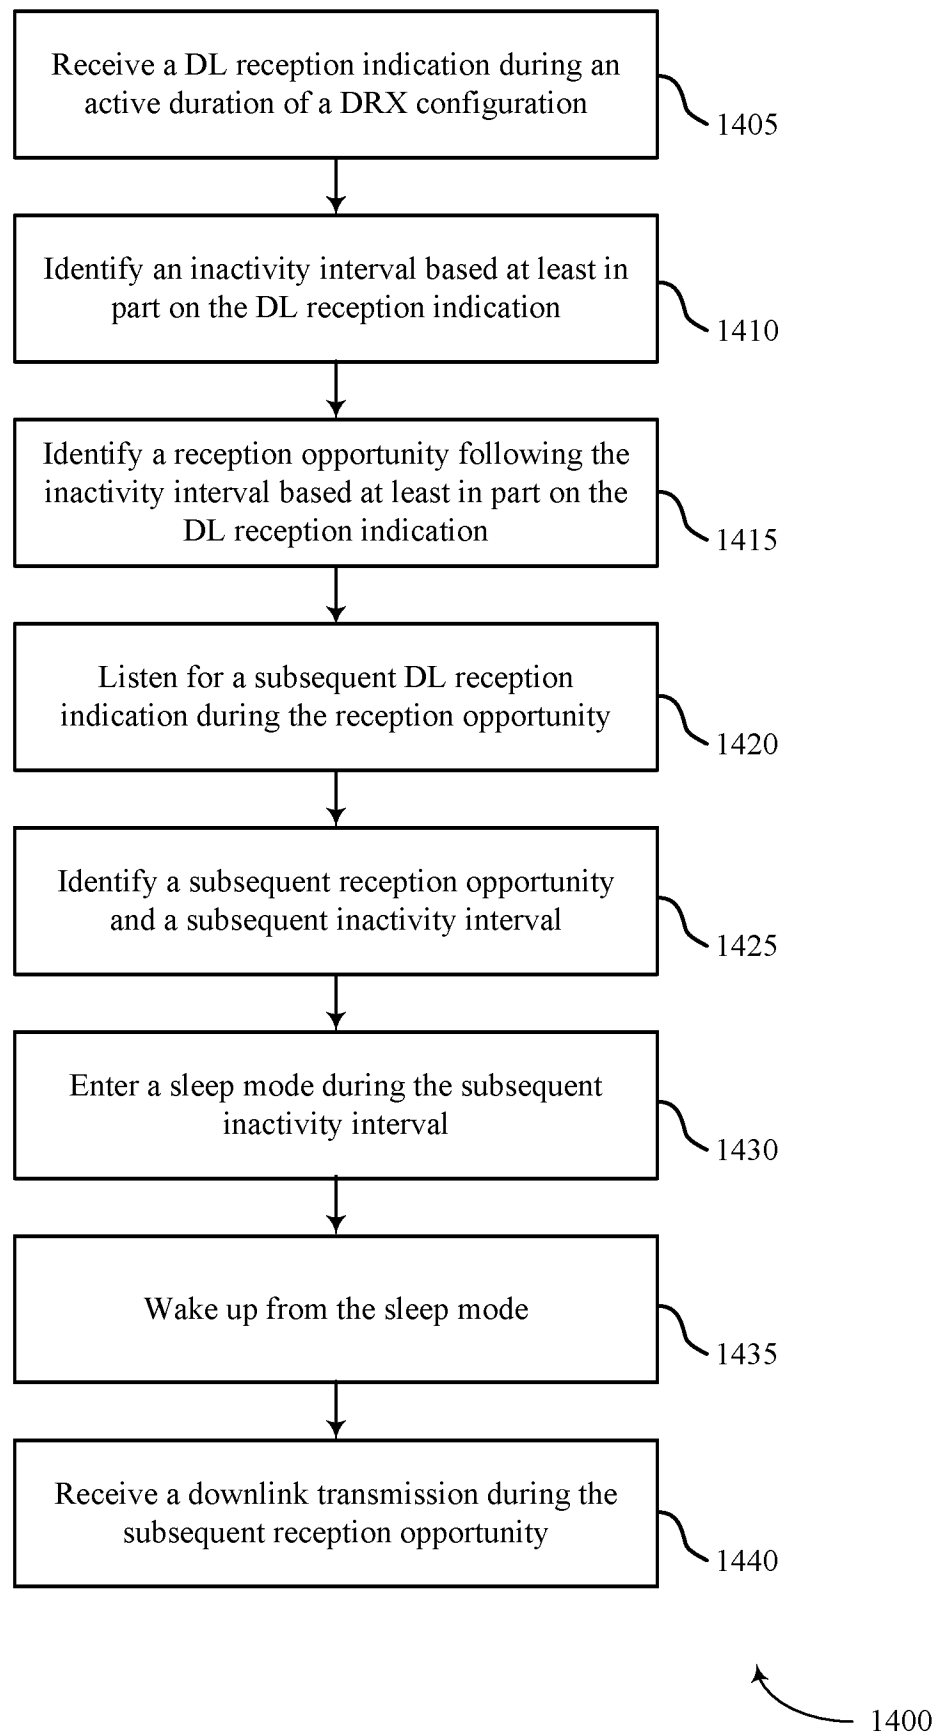 Receive a DL reception indication during an
active duration of a DRX configuration
1405
Identify an inactivity interval based at least in
part on the DL reception indication
1410
Identify a reception opportunity following the
inactivity interval based at least in part on the
DL reception indication
1415
Listen for a subsequent DL reception
indication during the reception opportunity
1420
Identify a subsequent reception opportunity
and a subsequent inactivity interval
1425
Enter a sleep mode during the subsequent
inactivity interval
1430
Wake up from the sleep mode
1435
Receive a downlink transmission during the
subsequent reception opportunity
1440
1400